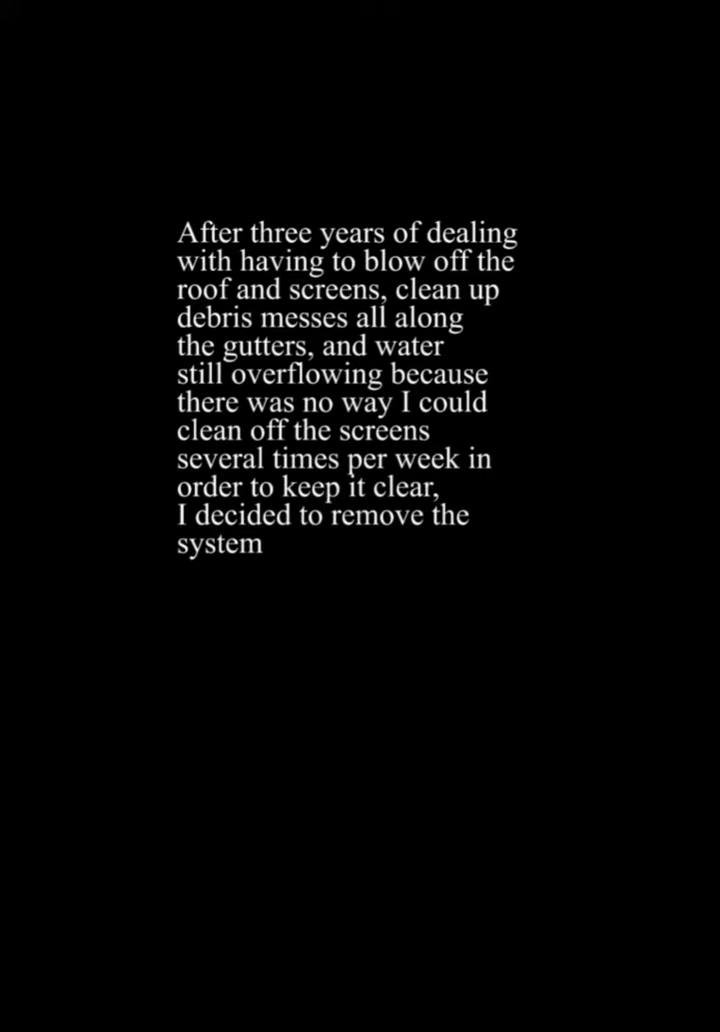 After three years of dealing
with having to blow off the
roof and screens, clean up
debris messes all along
the gutters, and water
still overflowing because
there was no way I could
clean off the screens
several times per week in
order to keep it clear,
I decided to remove the
system